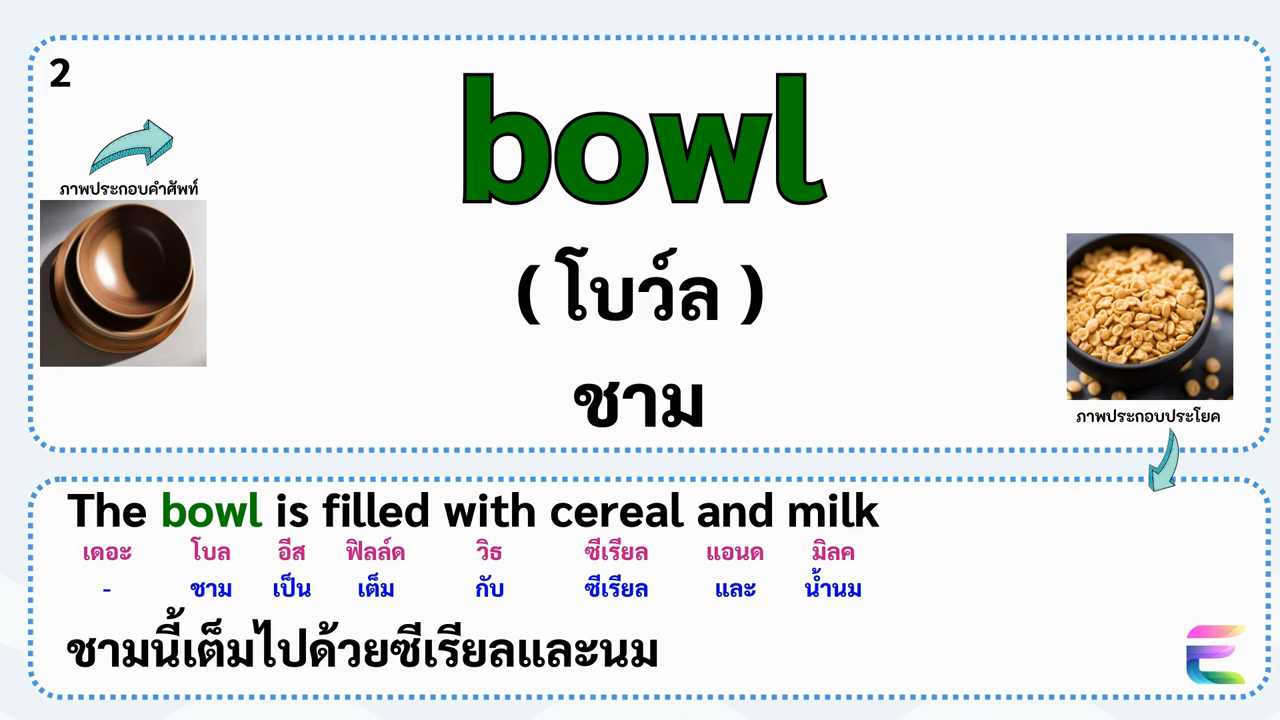 2
bowl
ภาพประกอบคำศัพท์
( โบว์ล )
ชาม
ภาพประกอบประโยค
The bowl is filled with cereal and milk
เดอะ โบล อีส ฟิลล์ด วิธ ซีเรียล แอนด มิลค
- ชาม เป็น เต็ม กับ ซีเรียล และ น้ำนม
ชามนี้เต็มไปด้วยซีเรียลและนม